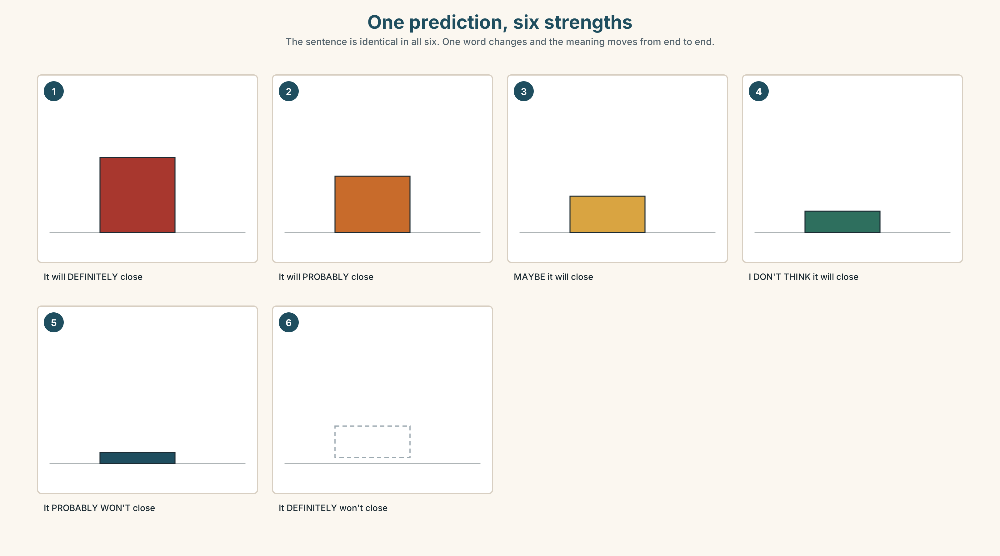 One prediction, six strengths
The sentence is identical in all six. One word changes and the meaning moves from end to end.
1
It will DEFINITELY close
2
It will PROBABLY close
3
MAYBE it will close
4
I DON'T THINK it will close
5
It PROBABLY WON'T close
6
It DEFINITELY won't close